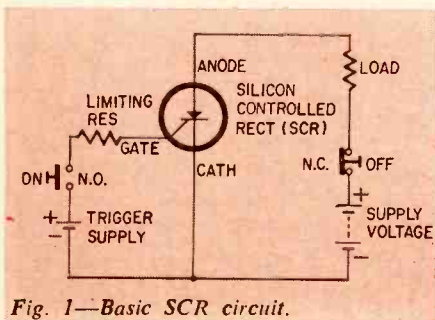 ANODE
LOAD
LIMITING
RES
SILICON
CONTROLLED
RECT (SCR)
GATE
ON
N.O.
CATH
N.C.
OFF
+
TRIGGER
SUPPLY
-
+
SUPPLY
VOLTAGE
-
Fig. 1—Basic SCR circuit.